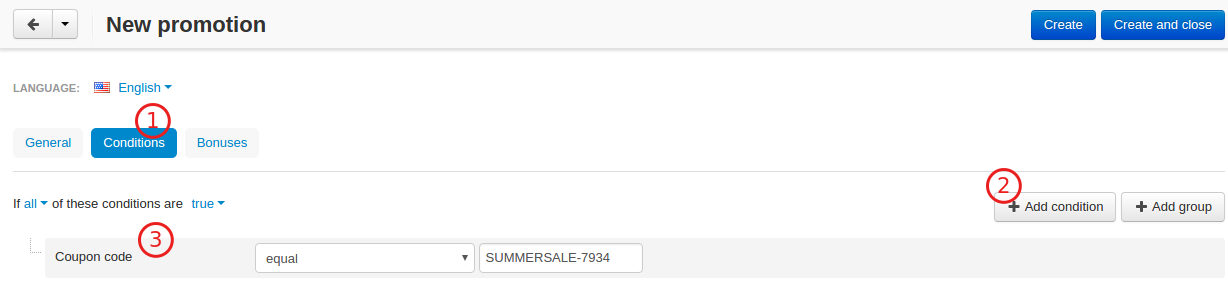 New promotion Create Create and close
LANGUAGE: English
1
General Conditions Bonuses
2
If all of these conditions are true Add condition Add group
3
Coupon code equal SUMMERSALE-7934